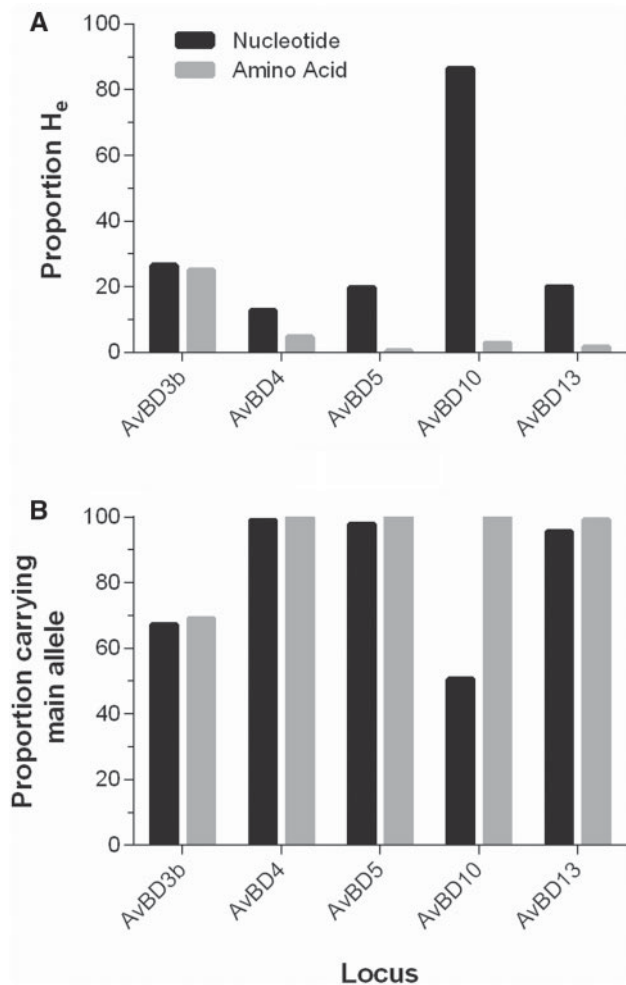 A
Proportion He
100
80
60
40
20
0
Nucleotide
Amino Acid
AvBD3b
AvBD4
AvBD5
AvBD10
AvBD13
B
Proportion carrying
main allele
100
80
60
40
20
0
AvBD3b
AvBD4
AvBD5
AvBD10
AvBD13
Locus